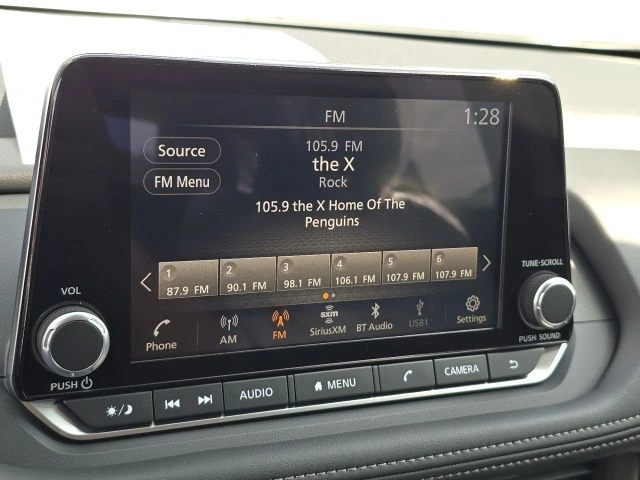 FM
1:28
Source
105.9 FM
the X
FM Menu
Rock
105.9 the X Home Of The
Penguins
1 2 3 4 5 6
87.9 FM 90.1 FM 98.1 FM 106.1 FM 107.9 FM 107.9 FM
Phone AM FM sxm SiriusXM BT Audio USB1 Settings
VOL
PUSH
TUNE·SCROLL
PUSH SOUND
AUDIO MENU CAMERA